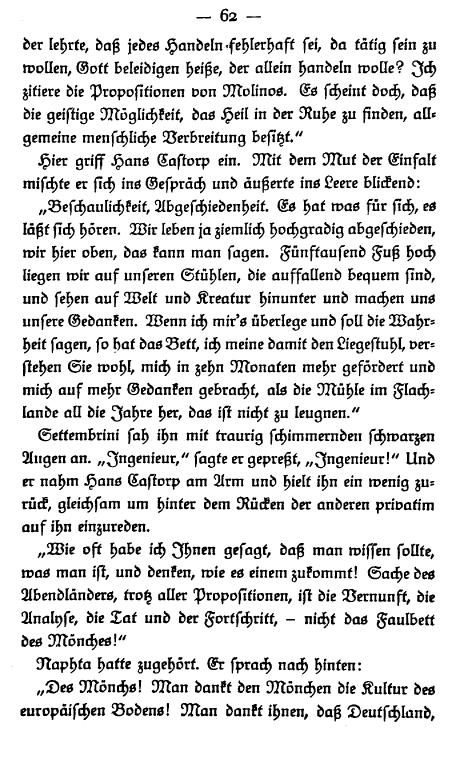 — 62 —
der lehrte, daß jedes Handeln fehlerhaft sei, da tätig sein zu
wollen, Gott beleidigen heiße, der allein handeln wolle? Ich
zitiere die Propositionen von Molinos. Es scheint doch, daß
die geistige Möglichkeit, das Heil in der Ruhe zu finden, all-
gemeine menschliche Verbreitung besitzt.“
Hier griff Hans Castorp ein. Mit dem Mut der Einfalt
mischte er sich ins Gespräch und äußerte ins Leere blickend:
„Beschaulichkeit, Abgeschiedenheit. Es hat was für sich, es
läßt sich hören. Wir leben ja ziemlich hochgradig abgeschieden,
wir hier oben, das kann man sagen. Fünftausend Fuß hoch
liegen wir auf unseren Stühlen, die auffallend bequem sind,
und sehen auf Welt und Kreatur hinunter und machen uns
unsere Gedanken. Wenn ich mir's überlege und soll die Wahr-
heit sagen, so hat das Bett, ich meine damit den Liegestuhl, ver-
stehen Sie wohl, mich in zehn Monaten mehr gefördert und
mich auf mehr Gedanken gebracht, als die Mühle im Flach-
lande all die Jahre her, das ist nicht zu leugnen.“
Settembrini sah ihn mit traurig schimmernden schwarzen
Augen an. „Ingenieur,“ sagte er gepreßt, „Ingenieur!“ Und
er nahm Hans Castorp am Arm und hielt ihn ein wenig zu-
rück, gleichsam um hinter dem Rücken der anderen privatim
auf ihn einzureden.
„Wie oft habe ich Ihnen gesagt, daß man wissen sollte,
was man ist, und denken, wie es einem zukommt! Sache des
Abendländers, trotz aller Propositionen, ist die Vernunft, die
Analyse, die Tat und der Fortschritt, – nicht das Faulbett
des Mönches!“
Naphta hatte zugehört. Er sprach nach hinten:
„Des Mönchs! Man dankt den Mönchen die Kultur des
europäischen Bodens! Man dankt ihnen, daß Deutschland,